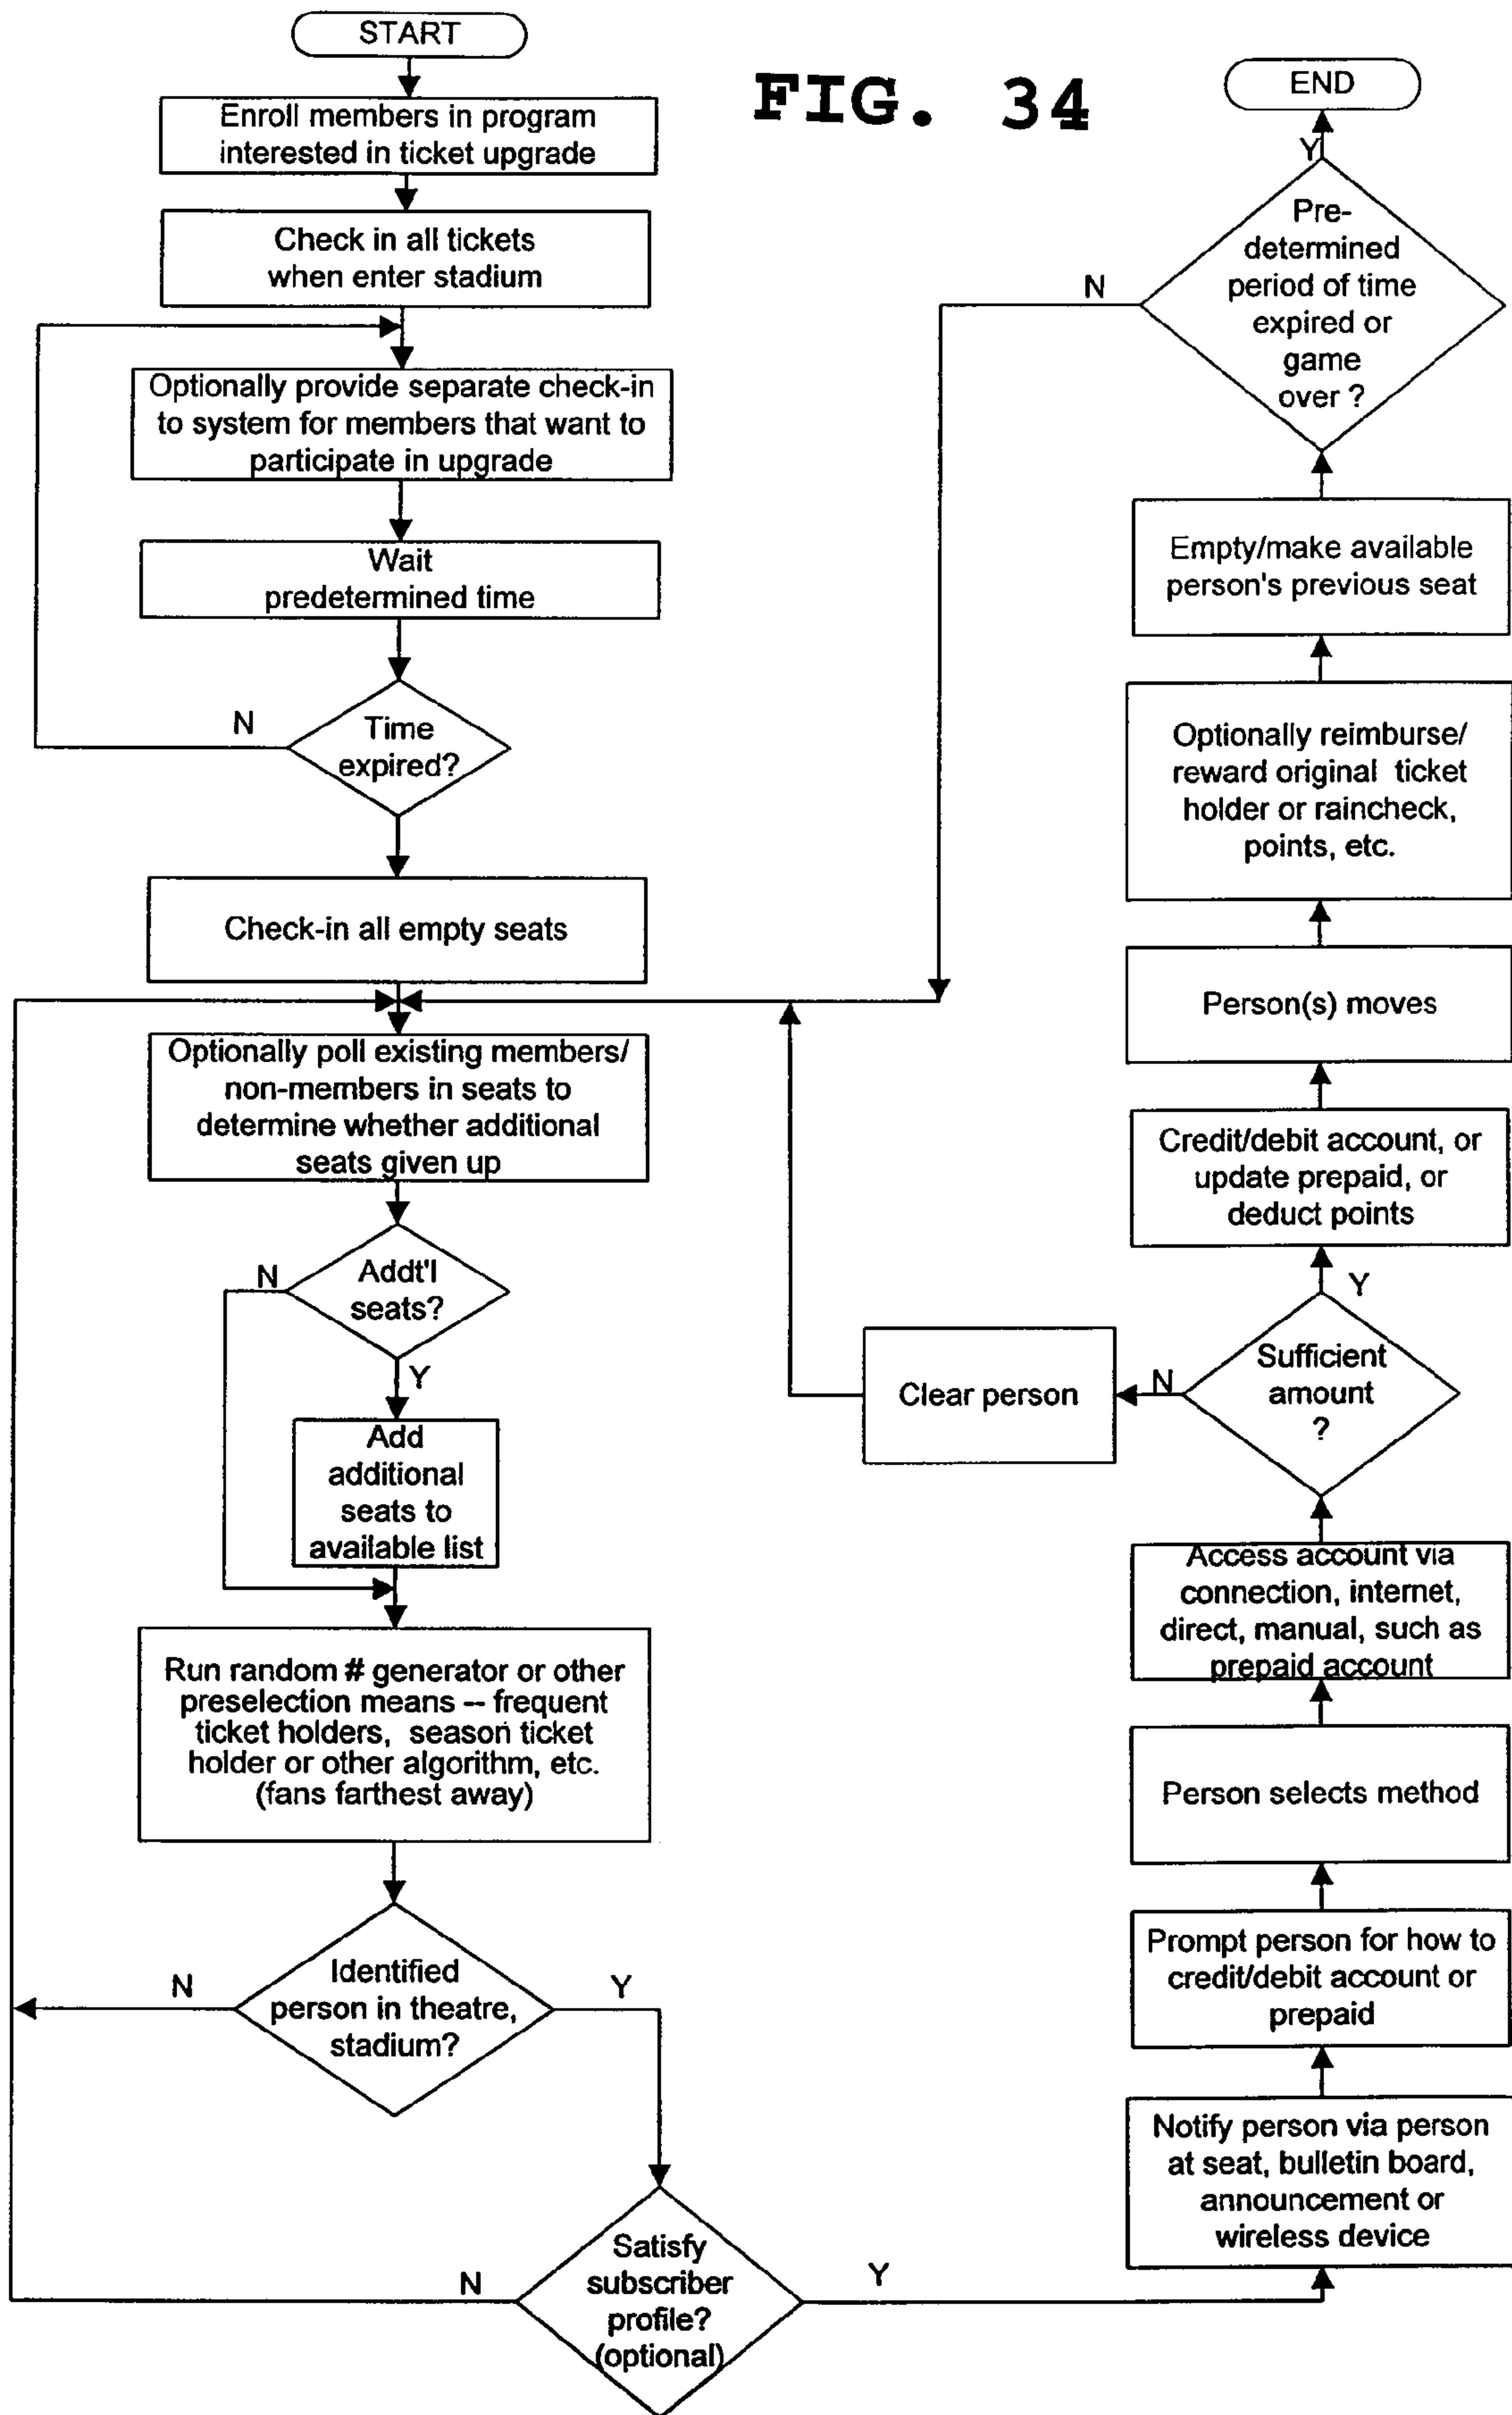 START
FIG. 34
Enroll members in program
interested in ticket upgrade
Check in all tickets
when enter stadium
Optionally provide separate check-in
to system for members that want to
participate in upgrade
Wait
predetermined time
N
Time
expired?
Check-in all empty seats
Optionally poll existing members/
non-members in seats to
determine whether additional
seats given up
N
Addt'l
seats?
Y
Add
additional
seats to
available list
Run random # generator or other
preselection means -- frequent
ticket holders, season ticket
holder or other algorithm, etc.
(fans farthest away)
N
Identified
person in theatre,
stadium?
Y
N
Satisfy
subscriber
profile?
(optional)
Y
Notify person via person
at seat, bulletin board,
announcement or
wireless device
Prompt person for how to
credit/debit account or
prepaid
Person selects method
Access account via
connection, internet,
direct, manual, such as
prepaid account
Sufficient
amount
?
N
Clear person
Y
Credit/debit account, or
update prepaid, or
deduct points
Person(s) moves
Optionally reimburse/
reward original ticket
holder or raincheck,
points, etc.
Empty/make available
person's previous seat
Pre-
determined
period of time
expired or
game
over ?
N
Y
END